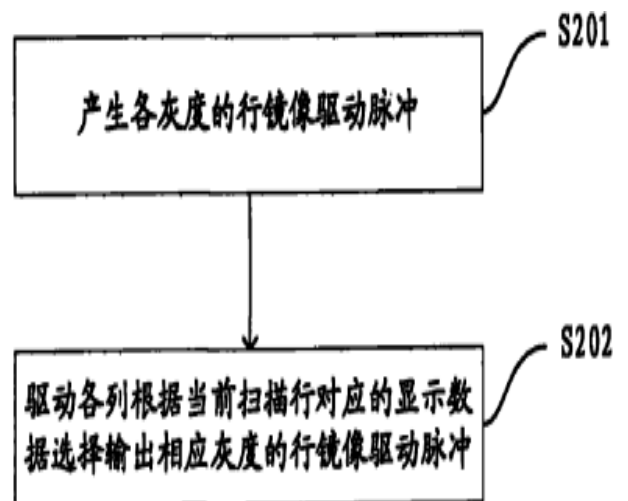 S201
产生各灰度的行镜像驱动脉冲
S202
驱动各列根据当前扫描行对应的显示数
据选择输出相应灰度的行镜像驱动脉冲